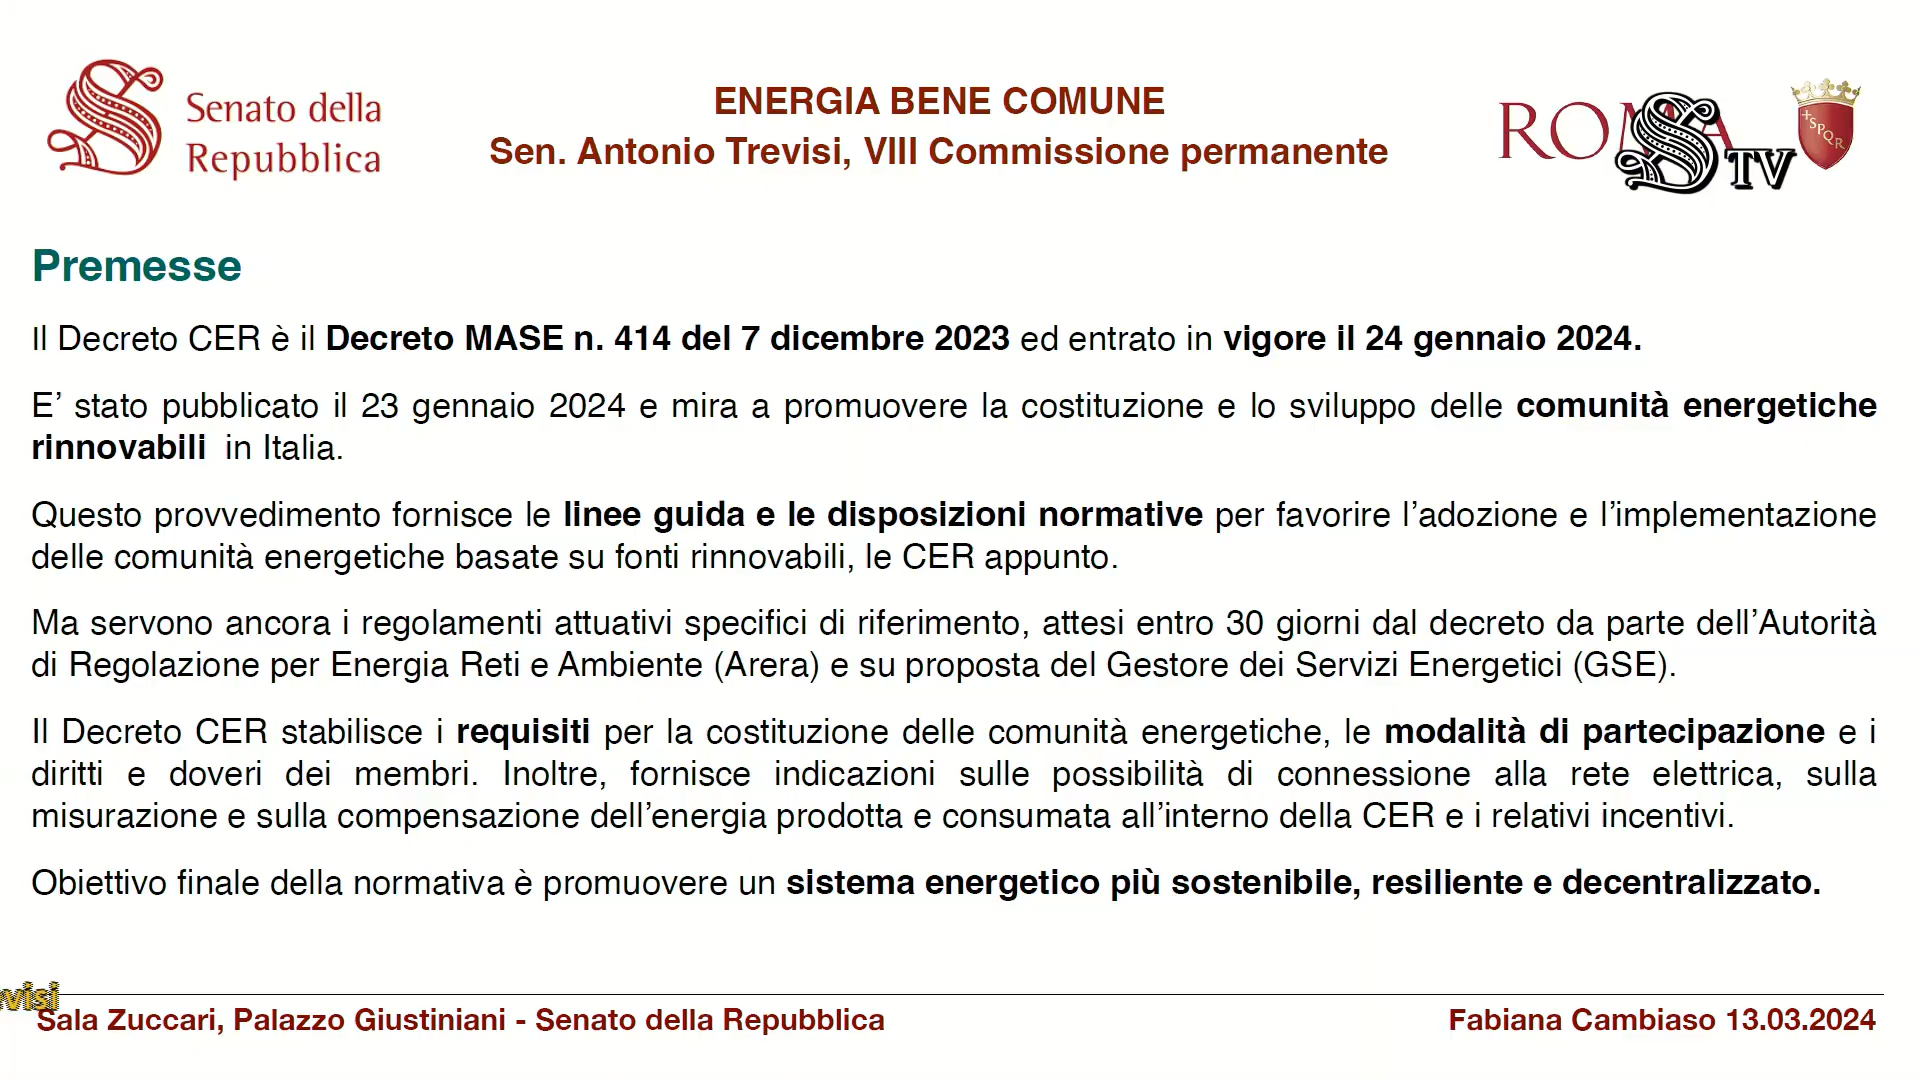 Senato della
Repubblica
ENERGIA BENE COMUNE
Sen. Antonio Trevisi, VIII Commissione permanente
ROMA
TV
SPQR
Premesse
Il Decreto CER è il Decreto MASE n. 414 del 7 dicembre 2023 ed entrato in vigore il 24 gennaio 2024.
E’ stato pubblicato il 23 gennaio 2024 e mira a promuovere la costituzione e lo sviluppo delle comunità energetiche
rinnovabili in Italia.
Questo provvedimento fornisce le linee guida e le disposizioni normative per favorire l’adozione e l’implementazione
delle comunità energetiche basate su fonti rinnovabili, le CER appunto.
Ma servono ancora i regolamenti attuativi specifici di riferimento, attesi entro 30 giorni dal decreto da parte dell’Autorità
di Regolazione per Energia Reti e Ambiente (Arera) e su proposta del Gestore dei Servizi Energetici (GSE).
Il Decreto CER stabilisce i requisiti per la costituzione delle comunità energetiche, le modalità di partecipazione e i
diritti e doveri dei membri. Inoltre, fornisce indicazioni sulle possibilità di connessione alla rete elettrica, sulla
misurazione e sulla compensazione dell’energia prodotta e consumata all’interno della CER e i relativi incentivi.
Obiettivo finale della normativa è promuovere un sistema energetico più sostenibile, resiliente e decentralizzato.
visi
Sala Zuccari, Palazzo Giustiniani - Senato della Repubblica
Fabiana Cambiaso 13.03.2024